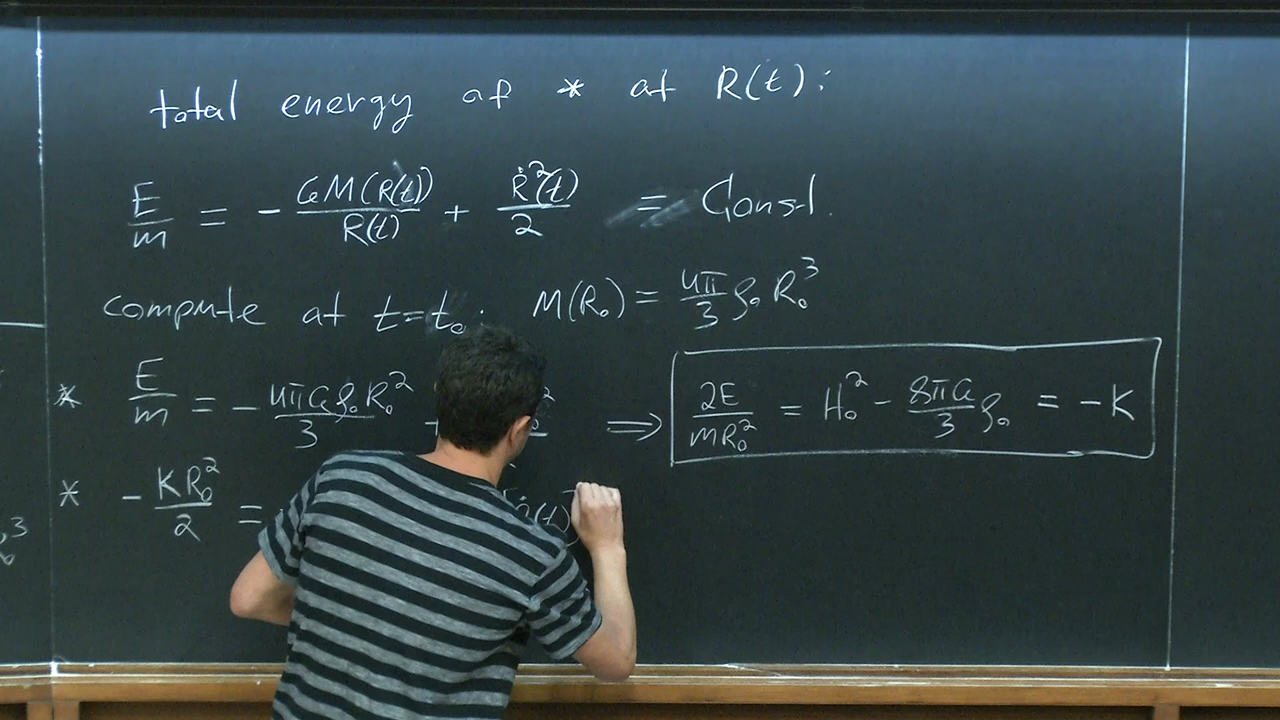 total energy of * at R(t):
E/m = - GM(R(t))/R(t) + Ṙ²(t)/2 = Const.
compute at t=t₀: M(R₀) = 4π/3 ρ₀ R₀³
* E/m = - 4πGρ₀R₀²/3 ⟹ 2E/mR₀² = H₀² - 8πG/3 ρ₀ = -K
* - KR₀²/2 =